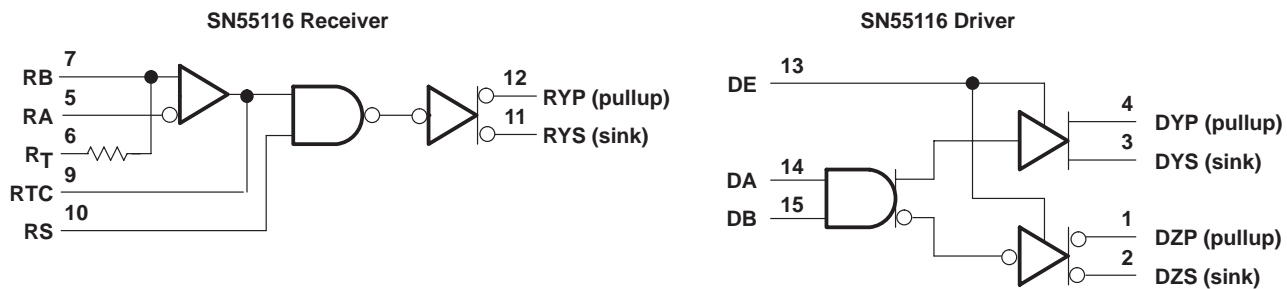 SN55116 Receiver
RB 7
RA 5
RT 6
RTC 9
RS 10
12 RYP (pullup)
11 RYS (sink)
SN55116 Driver
DE 13
DA 14
DB 15
4 DYP (pullup)
3 DYS (sink)
1 DZP (pullup)
2 DZS (sink)